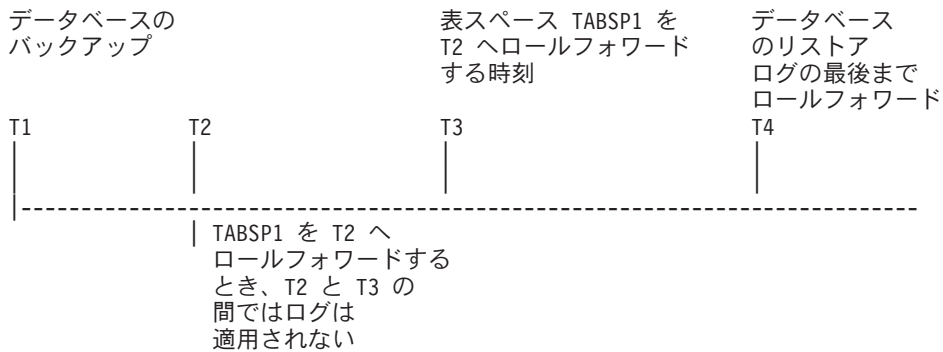 データベースの
バックアップ
表スペース TABSP1 を
T2 へロールフォワード
する時刻
データベース
のリストア
ログの最後まで
ロールフォワード
T1
T2
T3
T4
TABSP1 を T2 へ
ロールフォワードする
とき、T2 と T3 の
間ではログは
適用されない